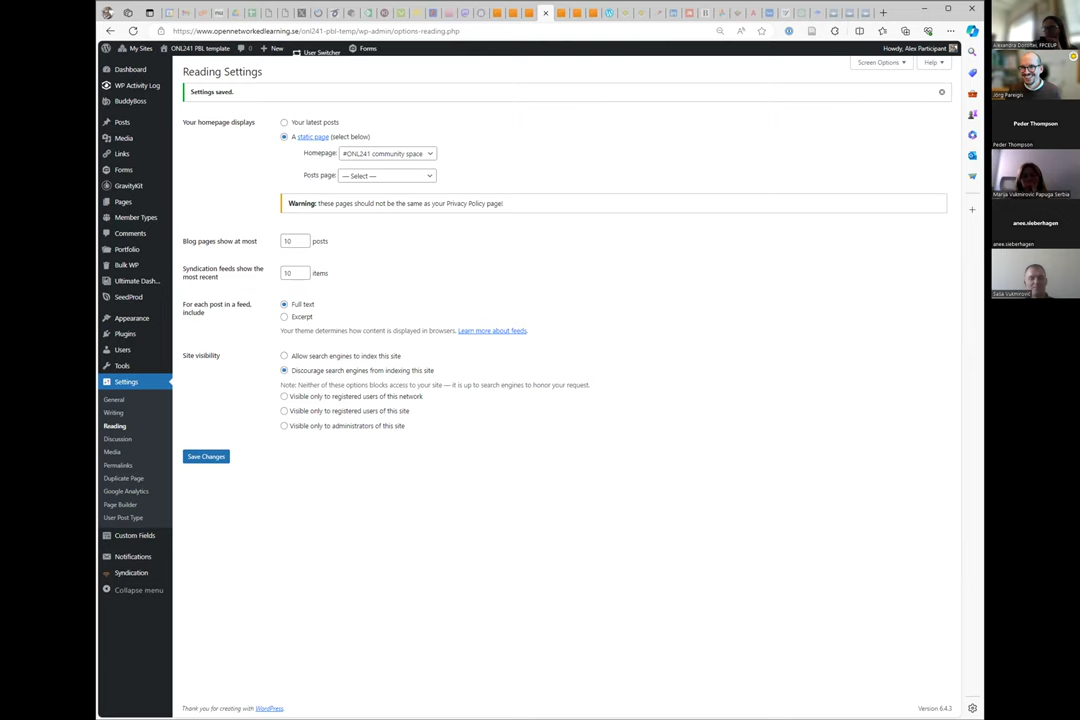 https://www.opennetworkedlearning.se/onl241-pbl-temp/wp-admin/options-reading.php
My Sites
ONL241 PBL template
0
New
User Switcher
Forms
Howdy, Alex Participant
Screen Options
Help
Dashboard
WP Activity Log
BuddyBoss
Posts
Media
Links
Forms
GravityKit
Pages
Member Types
Comments
Portfolio
Bulk WP
Ultimate Dash...
SeedProd
Appearance
Plugins
Users
Tools
Settings
General
Writing
Reading
Discussion
Media
Permalinks
Duplicate Page
Google Analytics
Page Builder
User Post Type
Custom Fields
Notifications
Syndication
Collapse menu
Reading Settings
Settings saved.
Your homepage displays
Your latest posts
A static page (select below)
Homepage: #ONL241 community space
Posts page: — Select —
Warning: these pages should not be the same as your Privacy Policy page!
Blog pages show at most 10 posts
Syndication feeds show the most recent 10 items
For each post in a feed, include
Full text
Excerpt
Your theme determines how content is displayed in browsers. Learn more about feeds.
Site visibility
Allow search engines to index this site
Discourage search engines from indexing this site
Note: Neither of these options blocks access to your site — it is up to search engines to honor your request.
Visible only to registered users of this network
Visible only to registered users of this site
Visible only to administrators of this site
Save Changes
Thank you for creating with WordPress.
Version 6.4.3
FPCEUP
Jörg Pareigis
Peder Thompson
Peder Thompson
Marija Vukmirovic Papuga Serbia
anee.sieberhagen
anee.sieberhagen
Saša Vukmirović